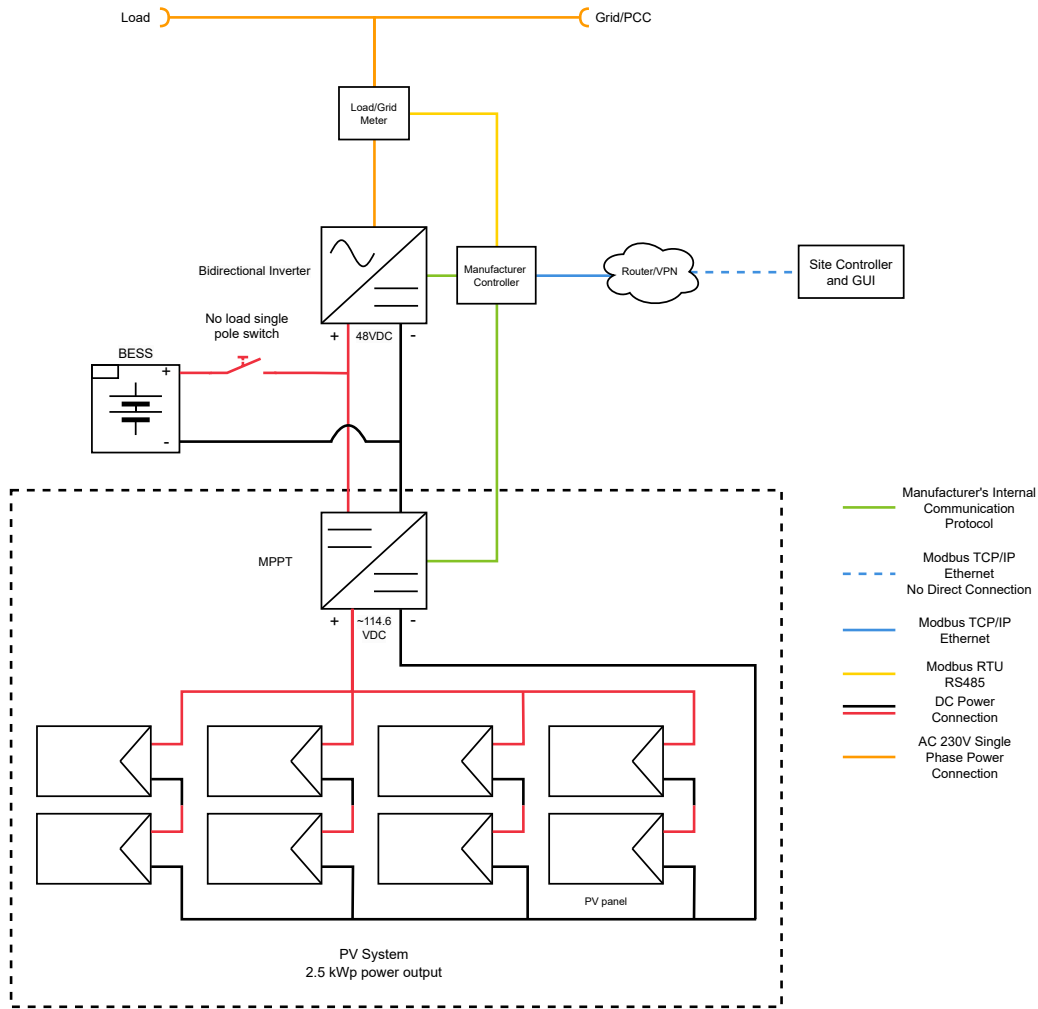 Load
Grid/PCC
Load/Grid
Meter
Bidirectional Inverter
Manufacturer
Controller
Router/VPN
Site Controller
and GUI
No load single
pole switch
+
48VDC
-
BESS
+
-
MPPT
+
~114.6
VDC
-
PV panel
PV System
2.5 kWp power output
Manufacturer's Internal
Communication
Protocol
Modbus TCP/IP
Ethernet
No Direct Connection
Modbus TCP/IP
Ethernet
Modbus RTU
RS485
DC Power
Connection
AC 230V Single
Phase Power
Connection